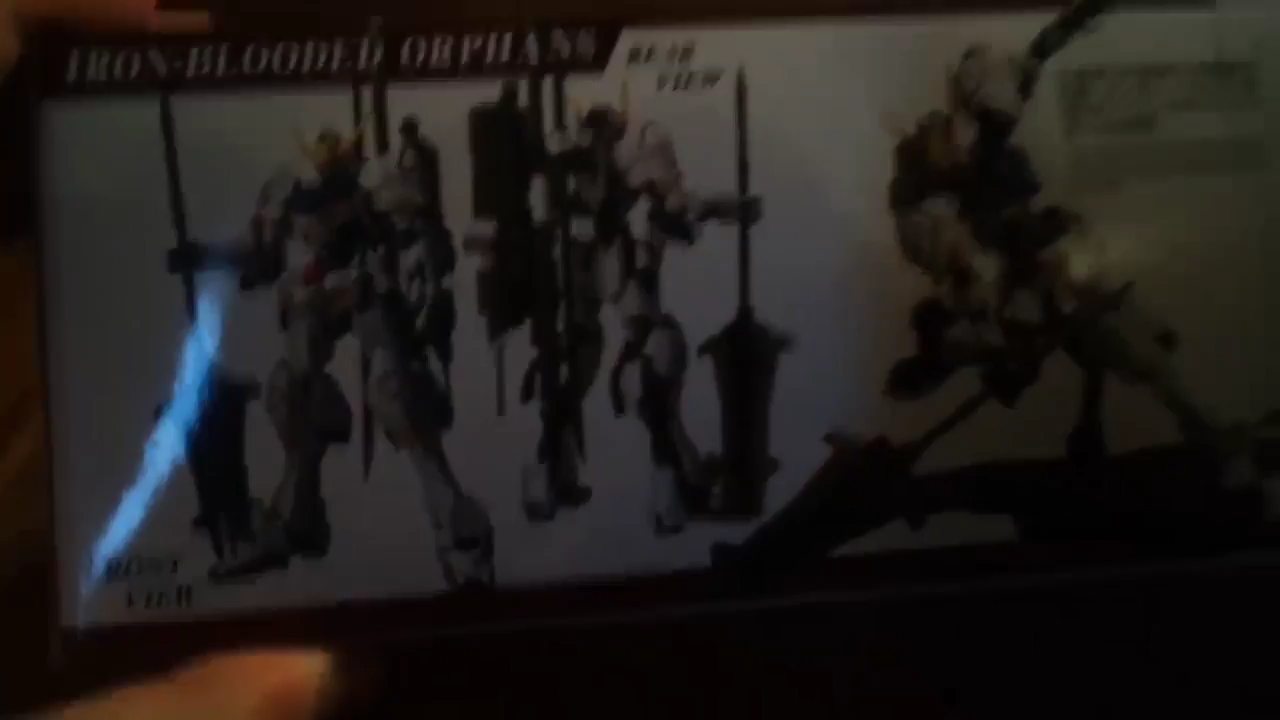 IRON-BLOODED ORPHANS
REAR
VIEW
FRONT
VIEW